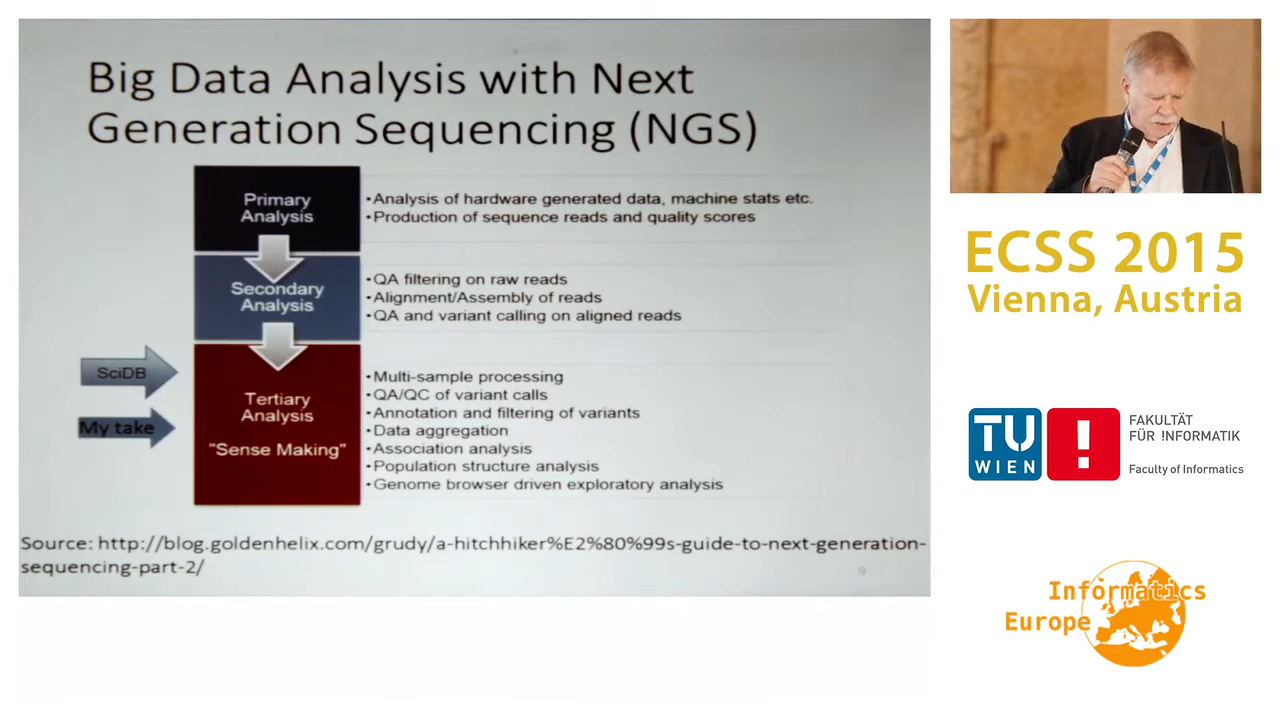 Big Data Analysis with Next
Generation Sequencing (NGS)
Primary
Analysis
•Analysis of hardware generated data, machine stats etc.
•Production of sequence reads and quality scores
Secondary
Analysis
•QA filtering on raw reads
•Alignment/Assembly of reads
•QA and variant calling on aligned reads
SciDB
My take
Tertiary
Analysis
"Sense Making"
•Multi-sample processing
•QA/QC of variant calls
•Annotation and filtering of variants
•Data aggregation
•Association analysis
•Population structure analysis
•Genome browser driven exploratory analysis
Source: http://blog.goldenhelix.com/grudy/a-hitchhiker%E2%80%99s-guide-to-next-generation-
sequencing-part-2/
9
ECSS 2015
Vienna, Austria
TU
WIEN
!
FAKULTÄT
FÜR !NFORMATIK
Faculty of Informatics
Informatics
Europe